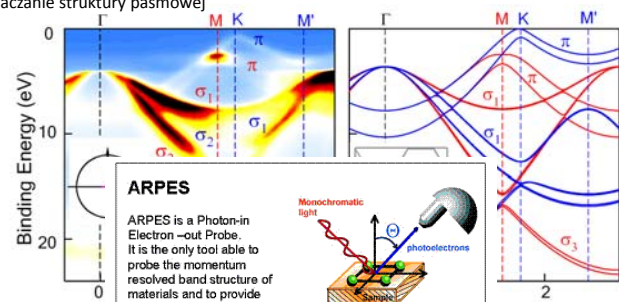 aczanie struktury pasmowej
Γ M K M' Γ M K M'
0
10
20
Binding Energy (eV)
π
π
σ₁
σ₂
σ₁
π
π
σ₁
σ₁
σ₃
0
2
ARPES
ARPES is a Photon-in
Electron –out Probe.
It is the only tool able to
probe the momentum
resolved band structure of
materials and to provide
Monochromatic
light
Θ
photoelectrons
Sample